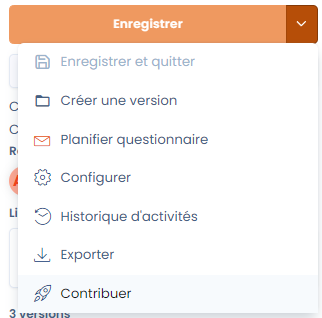 Enregistrer
Enregistrer et quitter
Créer une version
Planifier questionnaire
Configurer
Historique d'activités
Exporter
Contribuer
3 versions